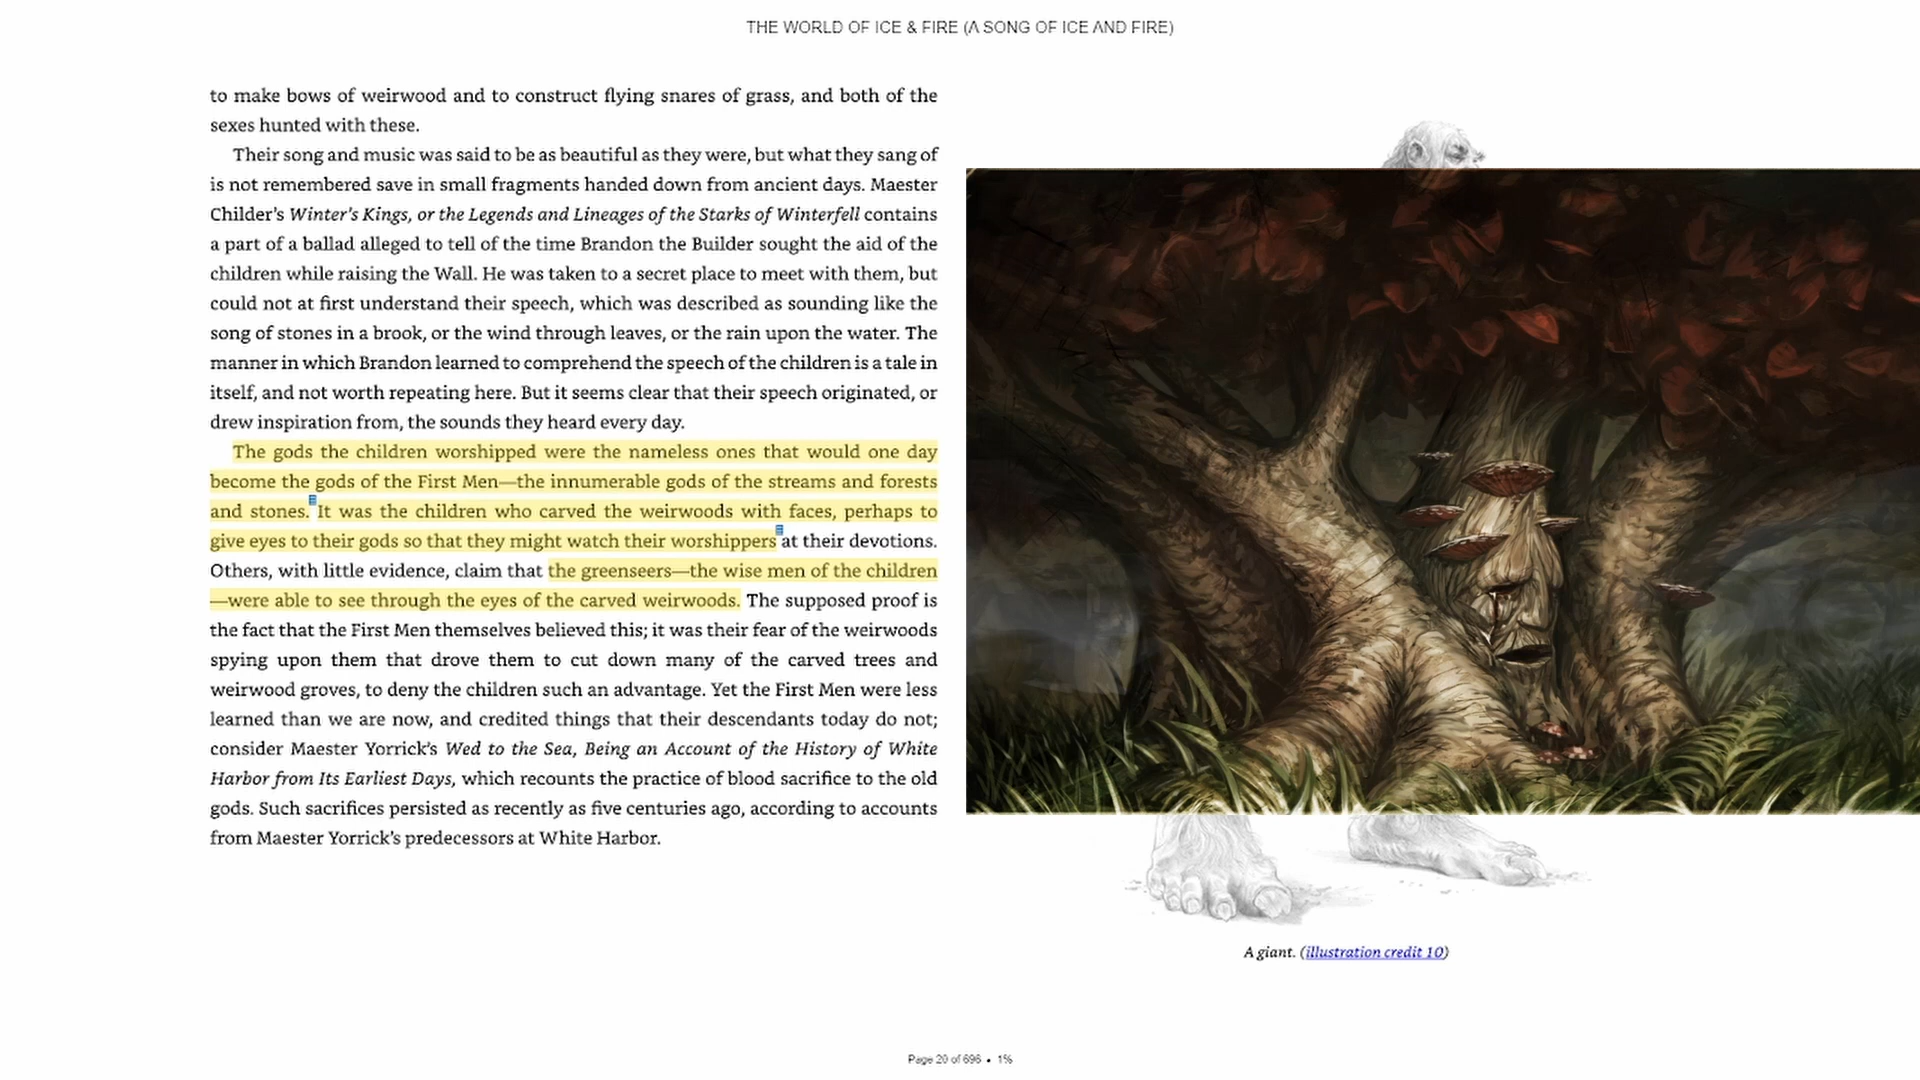 THE WORLD OF ICE & FIRE (A SONG OF ICE AND FIRE)
to make bows of weirwood and to construct flying snares of grass, and both of the
sexes hunted with these.
Their song and music was said to be as beautiful as they were, but what they sang of
is not remembered save in small fragments handed down from ancient days. Maester
Childer's Winter's Kings, or the Legends and Lineages of the Starks of Winterfell contains
a part of a ballad alleged to tell of the time Brandon the Builder sought the aid of the
children while raising the Wall. He was taken to a secret place to meet with them, but
could not at first understand their speech, which was described as sounding like the
song of stones in a brook, or the wind through leaves, or the rain upon the water. The
manner in which Brandon learned to comprehend the speech of the children is a tale in
itself, and not worth repeating here. But it seems clear that their speech originated, or
drew inspiration from, the sounds they heard every day.
The gods the children worshipped were the nameless ones that would one day
become the gods of the First Men—the innumerable gods of the streams and forests
and stones. It was the children who carved the weirwoods with faces, perhaps to
give eyes to their gods so that they might watch their worshippers at their devotions.
Others, with little evidence, claim that the greenseers—the wise men of the children
—were able to see through the eyes of the carved weirwoods. The supposed proof is
the fact that the First Men themselves believed this; it was their fear of the weirwoods
spying upon them that drove them to cut down many of the carved trees and
weirwood groves, to deny the children such an advantage. Yet the First Men were less
learned than we are now, and credited things that their descendants today do not;
consider Maester Yorrick's Wed to the Sea, Being an Account of the History of White
Harbor from Its Earliest Days, which recounts the practice of blood sacrifice to the old
gods. Such sacrifices persisted as recently as five centuries ago, according to accounts
from Maester Yorrick's predecessors at White Harbor.
A giant. (illustration credit 10)
Page 20 of 696 • 1%